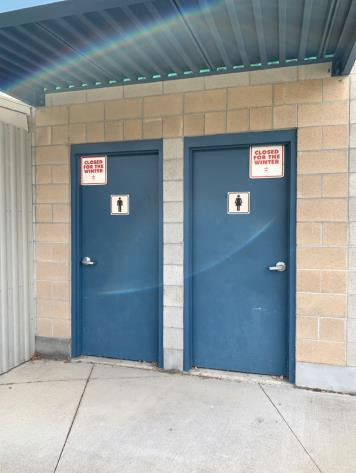 CLOSED
FOR THE
WINTER
CLOSED
FOR THE
WINTER